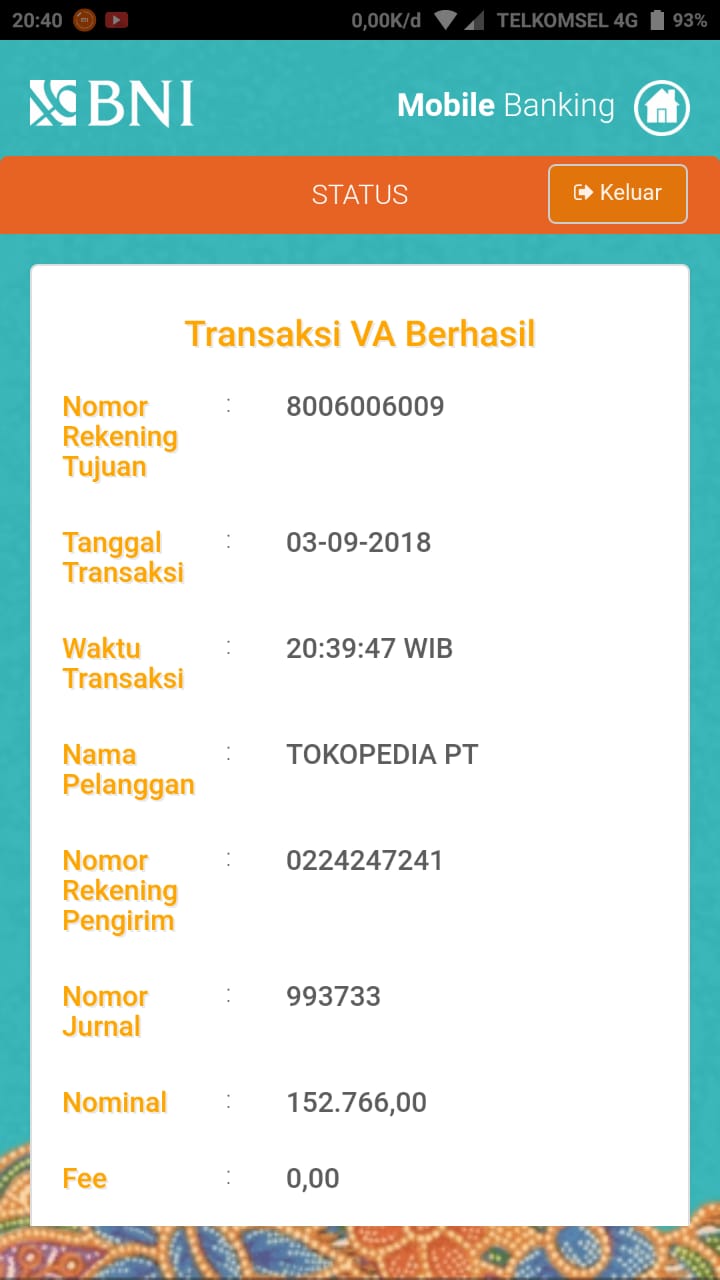 20:40 0,00K/d TELKOMSEL 4G 93%
BNI Mobile Banking
STATUS Keluar
Transaksi VA Berhasil
Nomor Rekening Tujuan : 8006006009
Tanggal Transaksi : 03-09-2018
Waktu Transaksi : 20:39:47 WIB
Nama Pelanggan : TOKOPEDIA PT
Nomor Rekening Pengirim : 0224247241
Nomor Jurnal : 993733
Nominal : 152.766,00
Fee : 0,00